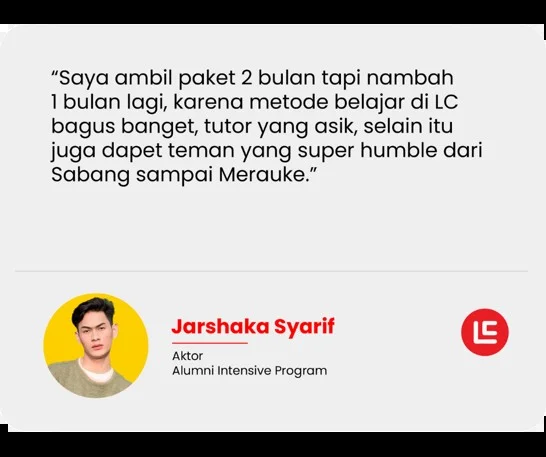 “Saya ambil paket 2 bulan tapi nambah
1 bulan lagi, karena metode belajar di LC
bagus banget, tutor yang asik, selain itu
juga dapet teman yang super humble dari
Sabang sampai Merauke.”
Jarshaka Syarif
LC
Aktor
Alumni Intensive Program